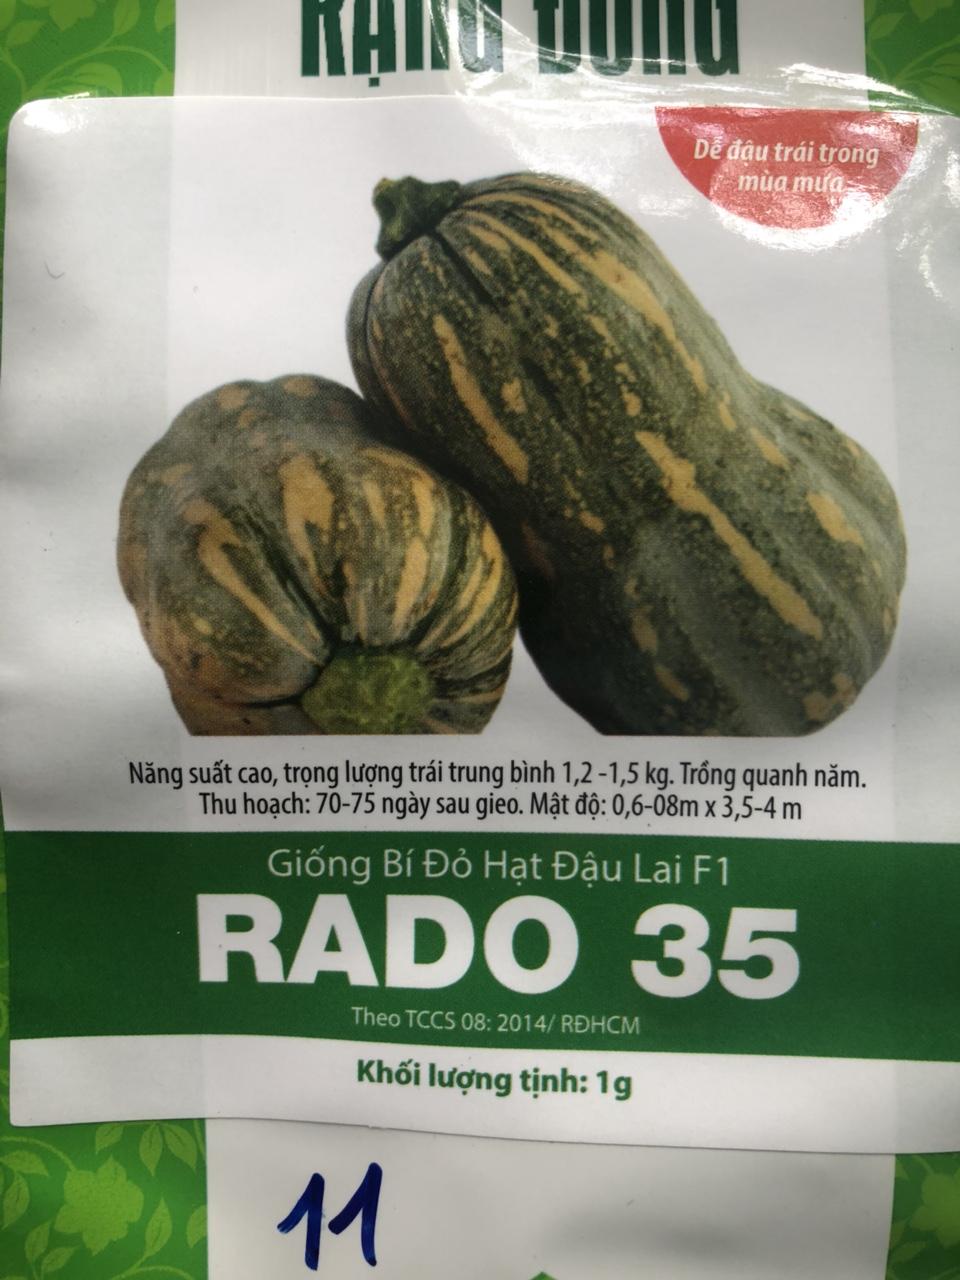 RẠNG ĐÔNG
Dễ đậu trái trong
mùa mưa
Năng suất cao, trọng lượng trái trung bình 1,2 -1,5 kg. Trồng quanh năm.
Thu hoạch: 70-75 ngày sau gieo. Mật độ: 0,6-08m x 3,5-4 m
Giống Bí Đỏ Hạt Đậu Lai F1
RADO 35
Theo TCCS 08: 2014/ RĐHCM
Khối lượng tịnh: 1g
11